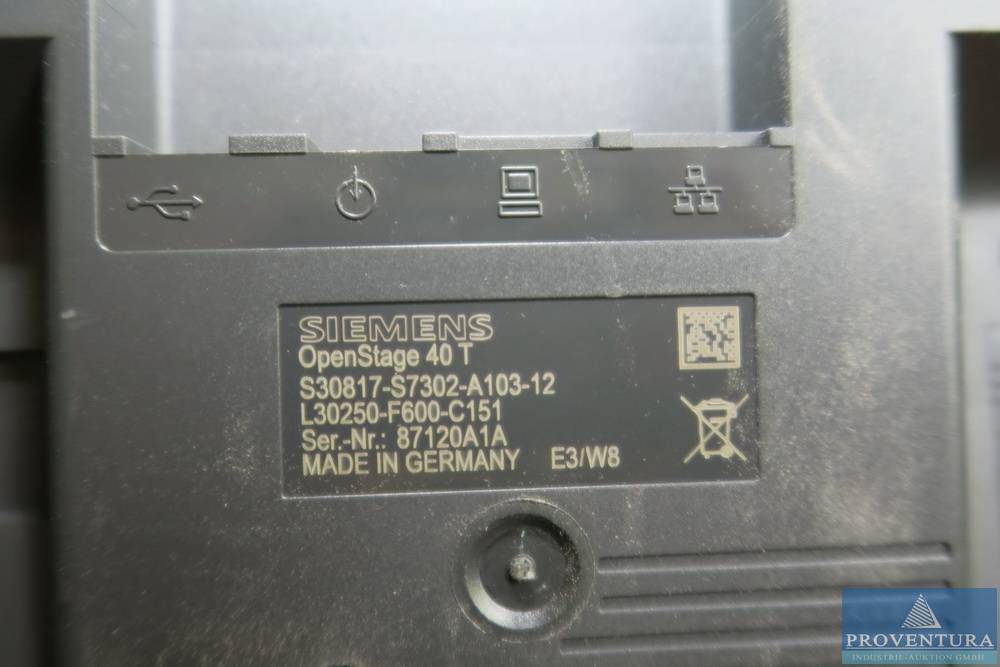 SIEMENS
OpenStage 40 T
S30817-S7302-A103-12
L30250-F600-C151
Ser.-Nr.: 87120A1A
MADE IN GERMANY E3/W8
PROVENTURA
INDUSTRIE-AUKTION GMBH